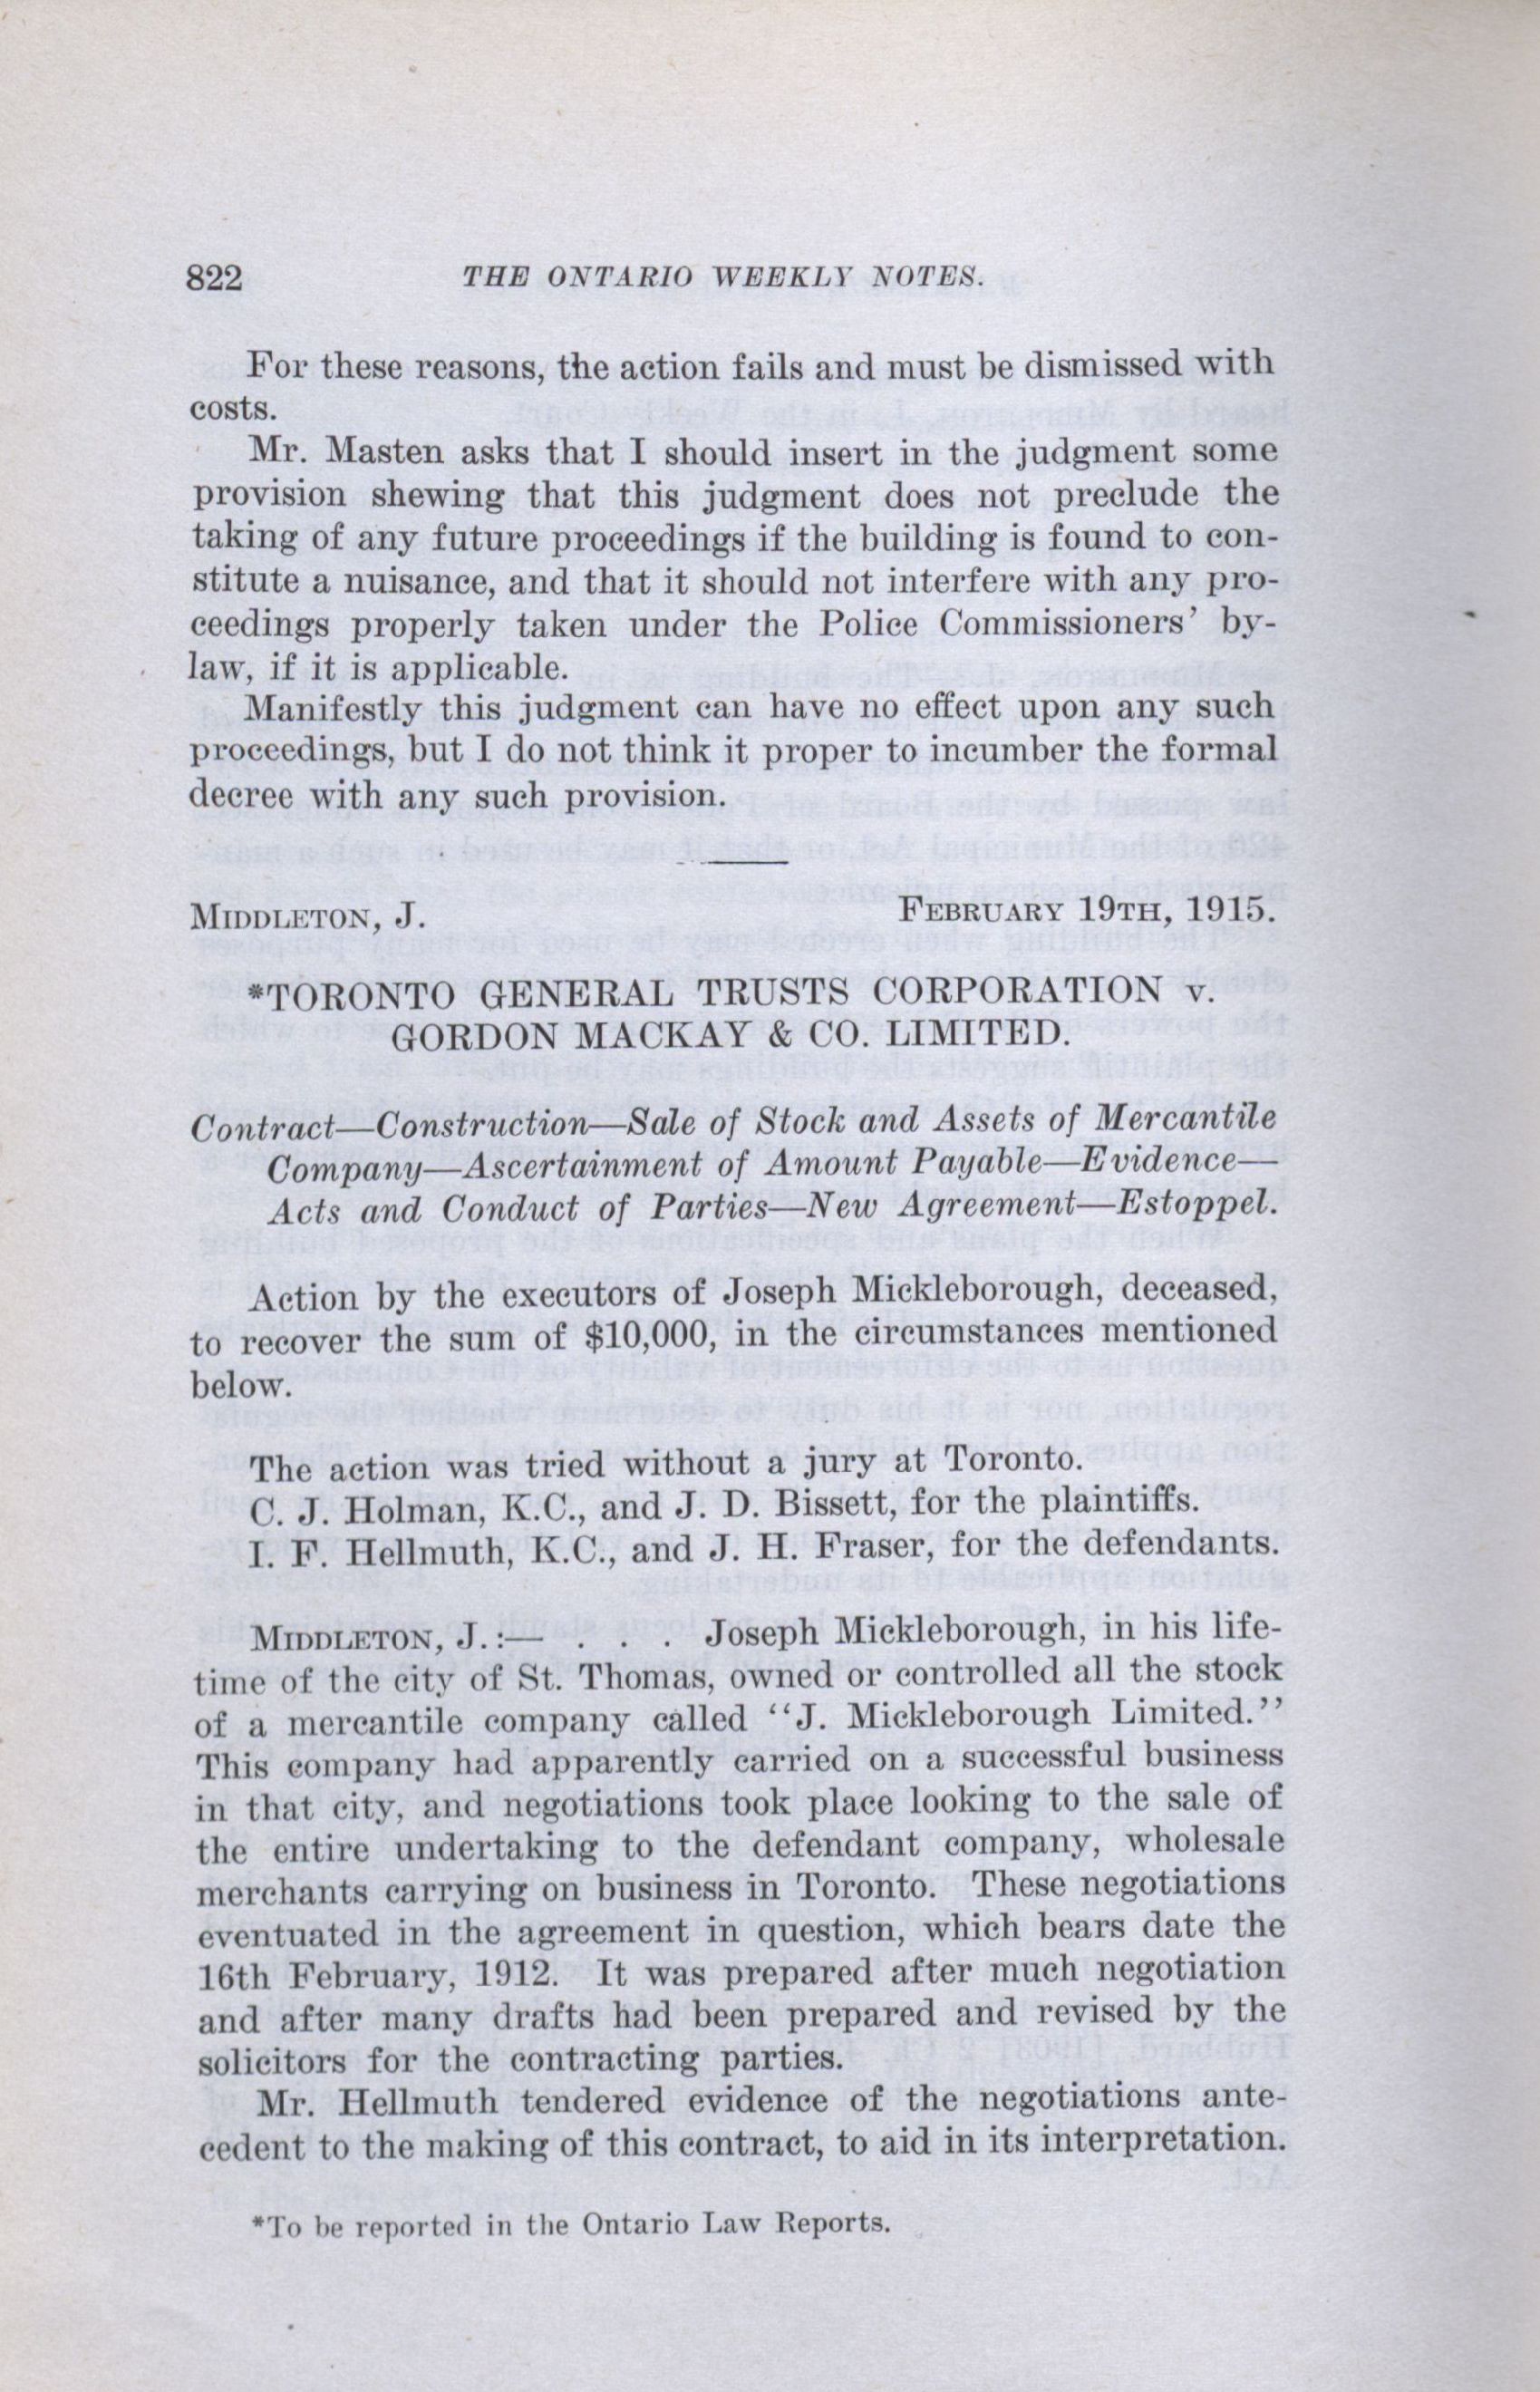 822 THE ONTARIO WEEKLY NOTES.
For these reasons, the action fails and must be dismissed with
costs.
Mr. Masten asks that I should insert in the judgment some
provision shewing that this judgment does not preclude the
taking of any future proceedings if the building is found to con-
stitute a nuisance, and that it should not interfere with any pro-
ceedings properly taken under the Police Commissioners' by-
law, if it is applicable.
Manifestly this judgment can have no effect upon any such
proceedings, but I do not think it proper to incumber the formal
decree with any such provision.
MIDDLETON, J. FEBRUARY 19TH, 1915.
*TORONTO GENERAL TRUSTS CORPORATION v.
GORDON MACKAY & CO. LIMITED.
Contract—Construction—Sale of Stock and Assets of Mercantile
Company—Ascertainment of Amount Payable—Evidence—
Acts and Conduct of Parties—New Agreement—Estoppel.
Action by the executors of Joseph Mickleborough, deceased,
to recover the sum of $10,000, in the circumstances mentioned
below.
The action was tried without a jury at Toronto.
C. J. Holman, K.C., and J. D. Bissett, for the plaintiffs.
I. F. Hellmuth, K.C., and J. H. Fraser, for the defendants.
MIDDLETON, J.:— . . . Joseph Mickleborough, in his life-
time of the city of St. Thomas, owned or controlled all the stock
of a mercantile company called "J. Mickleborough Limited."
This company had apparently carried on a successful business
in that city, and negotiations took place looking to the sale of
the entire undertaking to the defendant company, wholesale
merchants carrying on business in Toronto. These negotiations
eventuated in the agreement in question, which bears date the
16th February, 1912. It was prepared after much negotiation
and after many drafts had been prepared and revised by the
solicitors for the contracting parties.
Mr. Hellmuth tendered evidence of the negotiations ante-
cedent to the making of this contract, to aid in its interpretation.
*To be reported in the Ontario Law Reports.